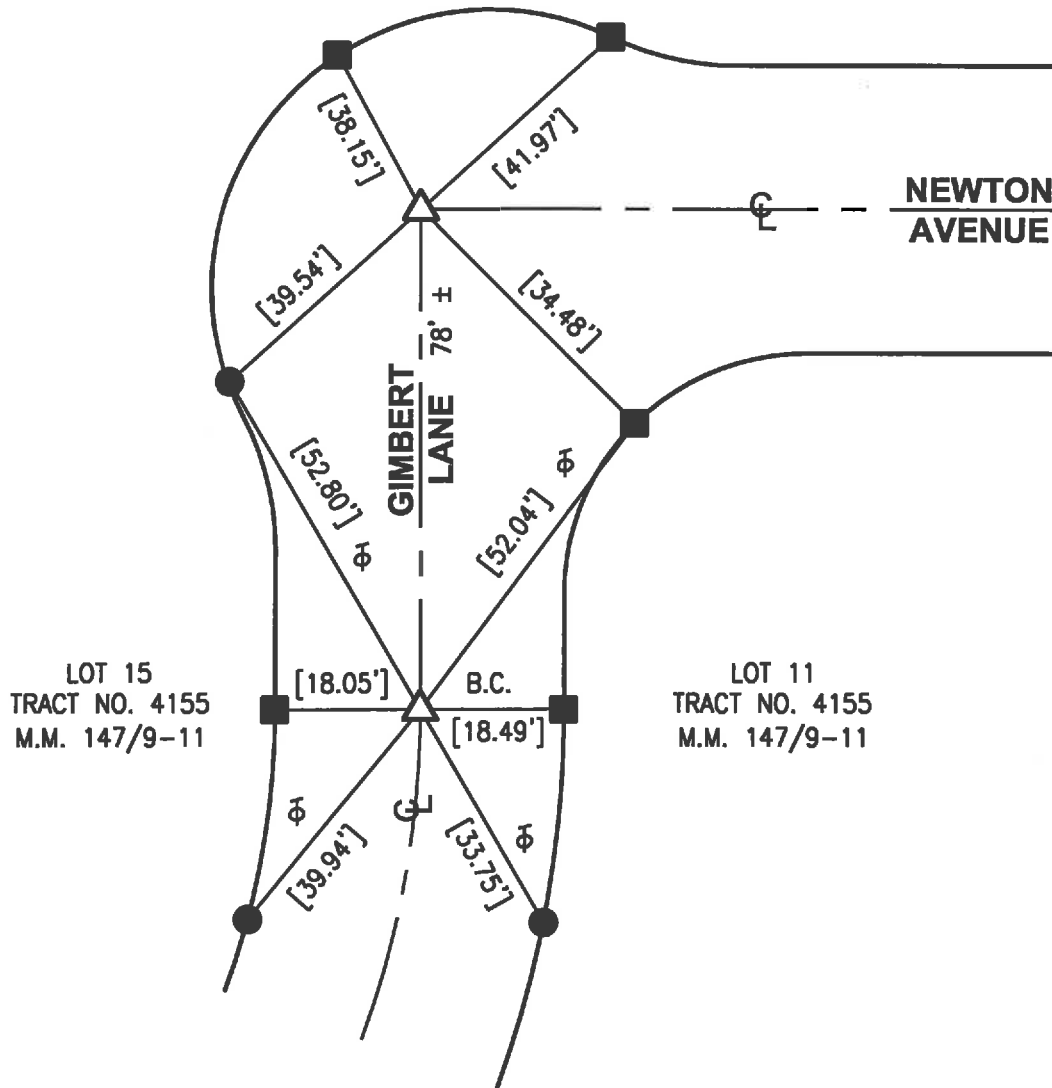 [38.15']
[41.97']
℄
NEWTON
AVENUE
[39.54']
[34.48']
GIMBERT
LANE
78' ±
[52.80']
[52.04']
LOT 15
TRACT NO. 4155
M.M. 147/9-11
[18.05']
B.C.
[18.49']
LOT 11
TRACT NO. 4155
M.M. 147/9-11
℄
[39.94']
[33.75']